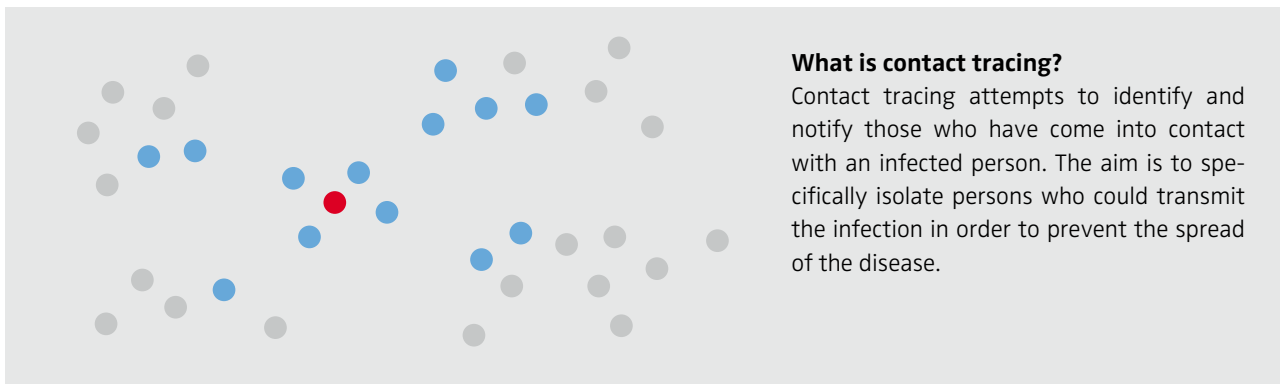 What is contact tracing?
Contact tracing attempts to identify and
notify those who have come into contact
with an infected person. The aim is to spe-
cifically isolate persons who could transmit
the infection in order to prevent the spread
of the disease.